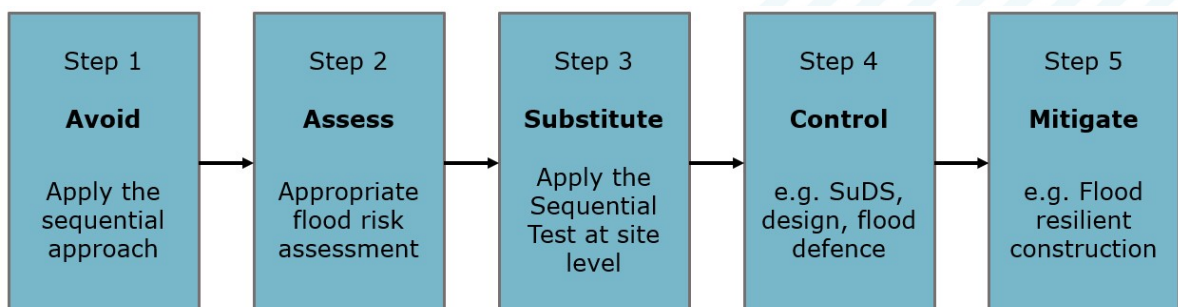 Step 1
Avoid
Apply the
sequential
approach
Step 2
Assess
Appropriate
flood risk
assessment
Step 3
Substitute
Apply the
Sequential
Test at site
level
Step 4
Control
e.g. SuDS,
design, flood
defence
Step 5
Mitigate
e.g. Flood
resilient
construction